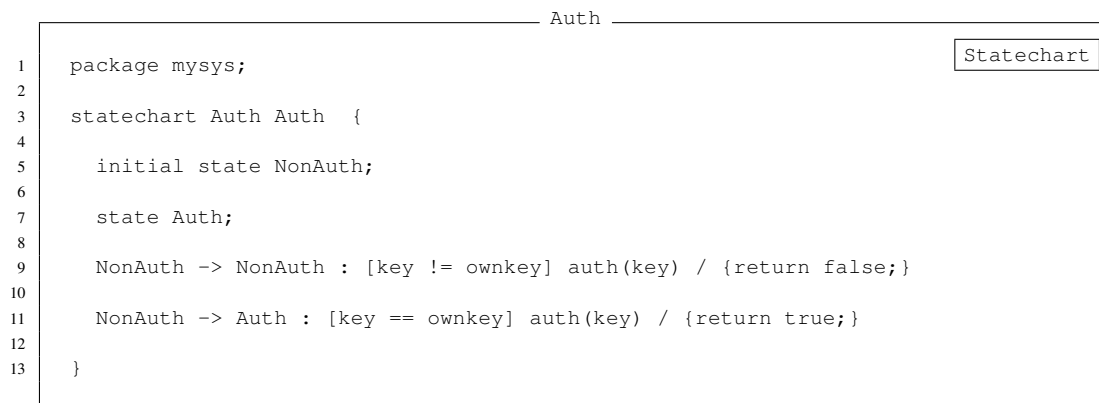 Auth
Statechart
1 package mysys;
2
3 statechart Auth Auth  {
4
5 initial state NonAuth;
6
7 state Auth;
8
9 NonAuth -> NonAuth : [key != ownkey] auth(key) / {return false;}
10
11 NonAuth -> Auth : [key == ownkey] auth(key) / {return true;}
12
13 }